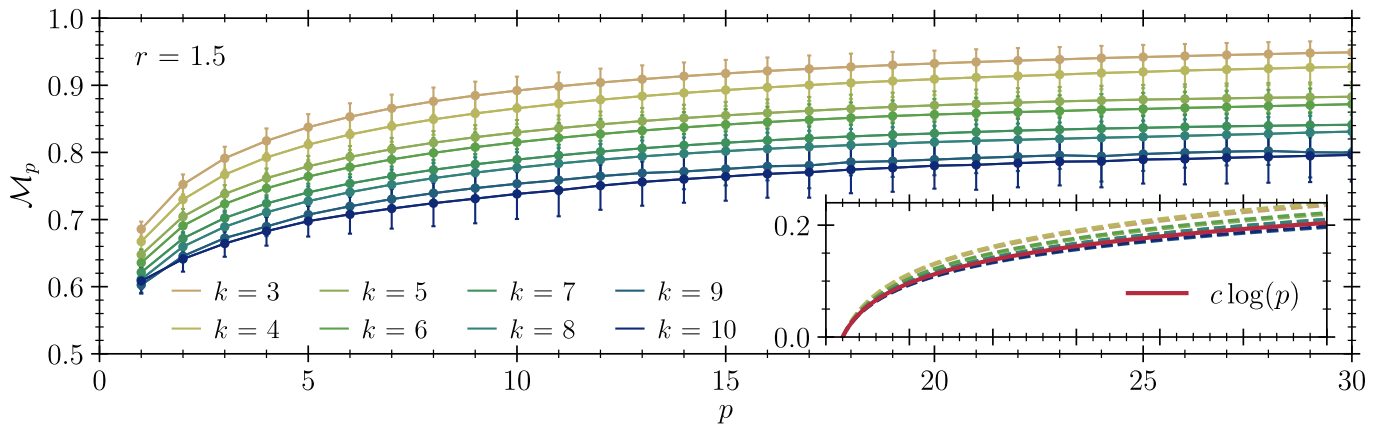 1.0
r = 1.5
0.9
0.8
ℳₚ
0.7
0.6
0.5
k = 3 k = 5 k = 7 k = 9
k = 4 k = 6 k = 8 k = 10
0.2
c log(p)
0.0
0 5 10 15 20 25 30
p